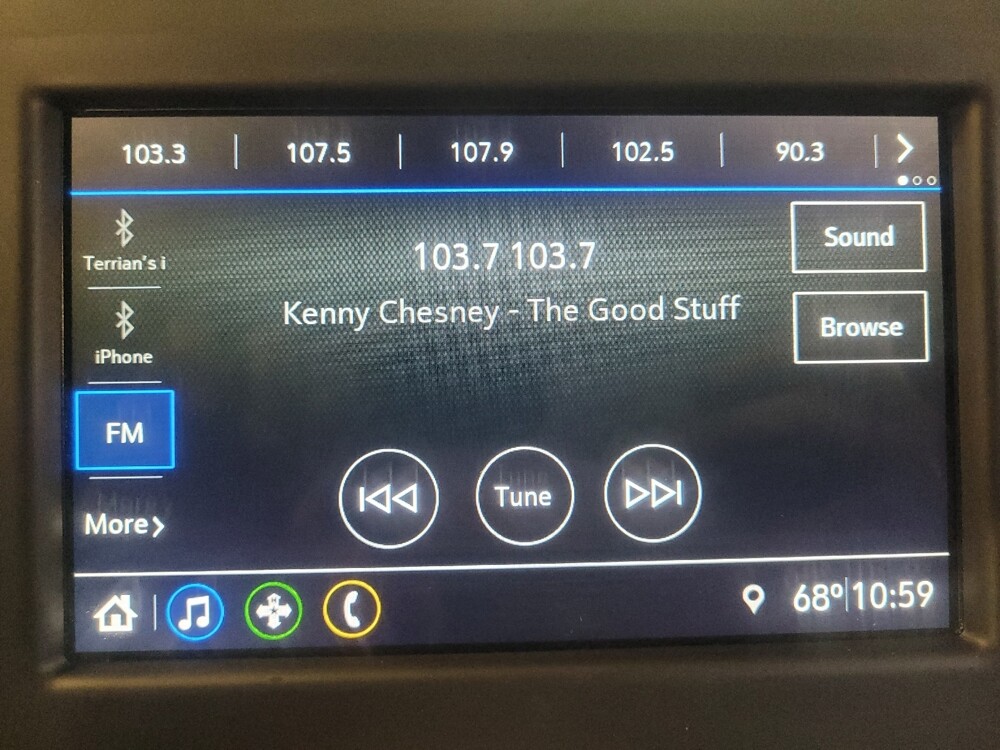 103.3 107.5 107.9 102.5 90.3
Terrian's i
iPhone
FM
More
103.7 103.7
Kenny Chesney - The Good Stuff
Sound
Browse
Tune
68° 10:59